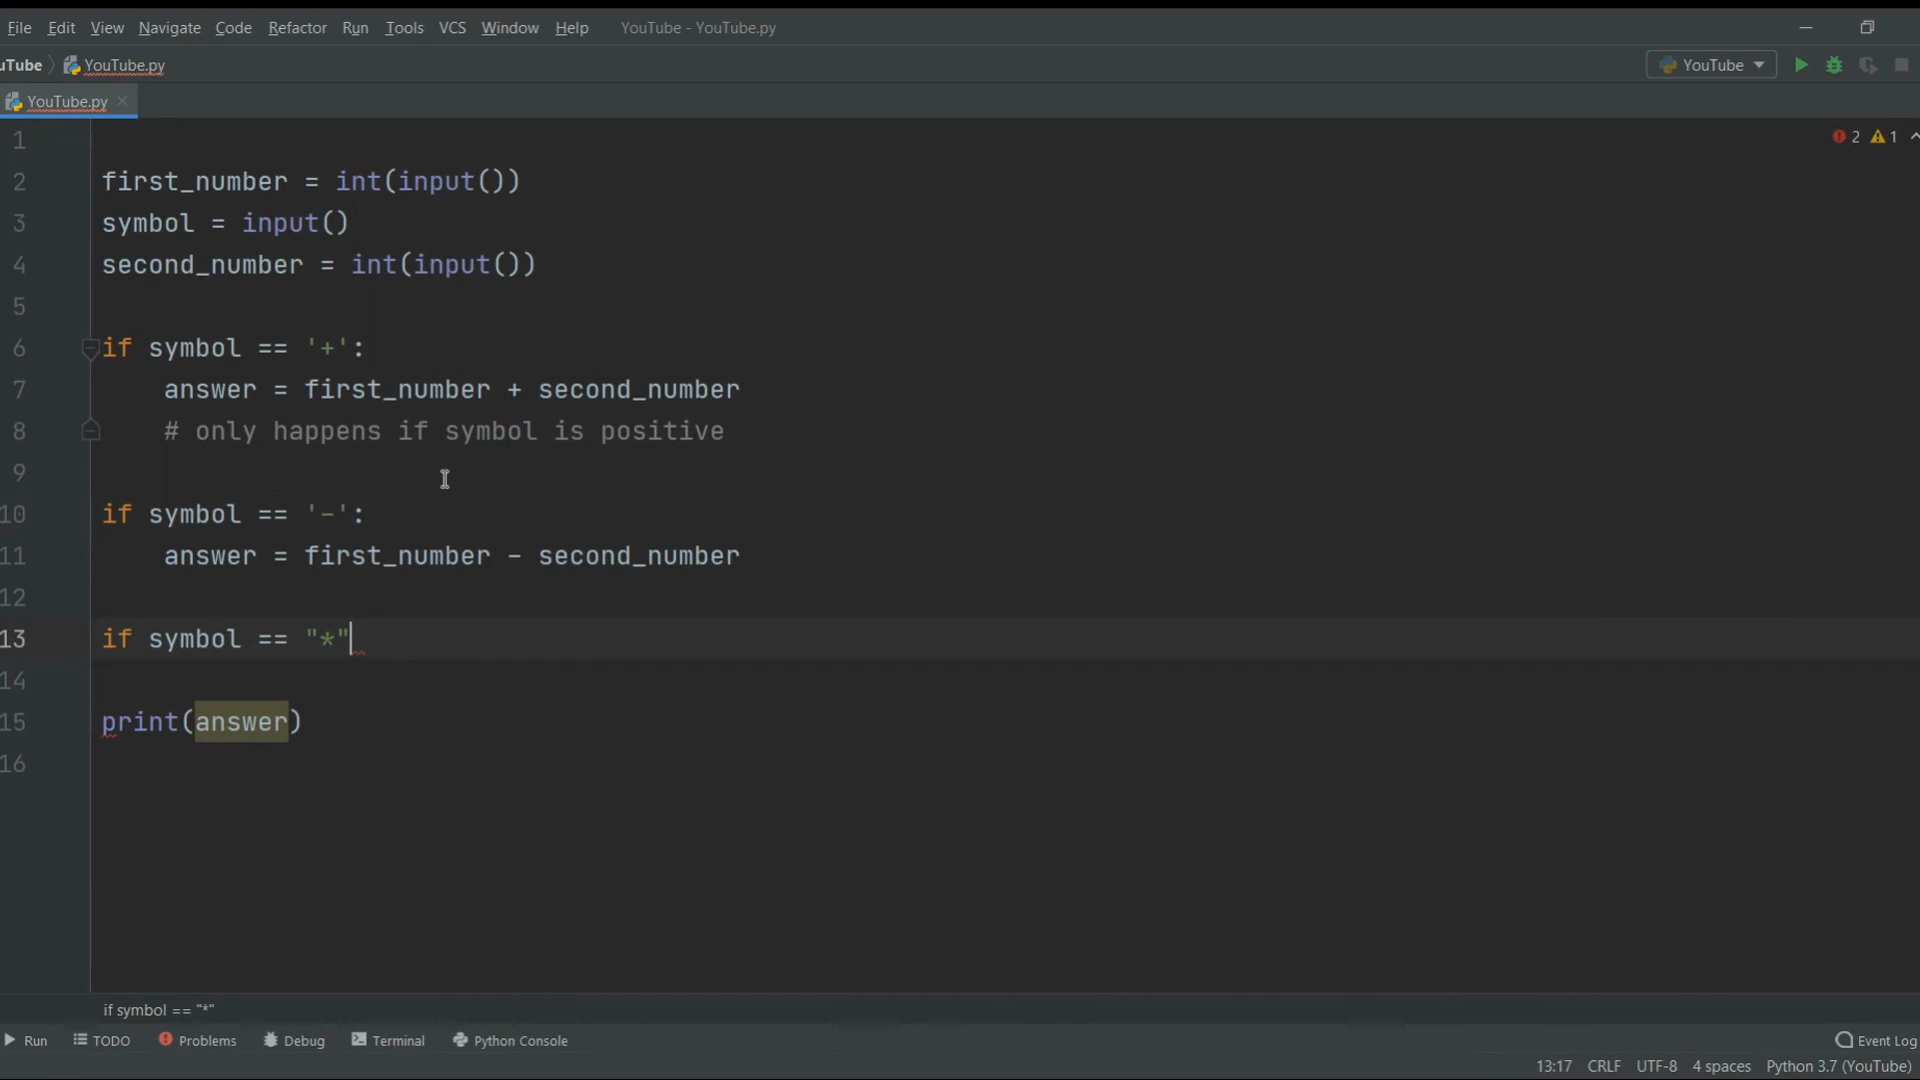 File Edit View Navigate Code Refactor Run Tools VCS Window Help YouTube - YouTube.py
uTube YouTube.py YouTube
YouTube.py
2 1
1
2 first_number = int(input())
3 symbol = input()
4 second_number = int(input())
5
6 if symbol == '+':
7 answer = first_number + second_number
8 # only happens if symbol is positive
9
10 if symbol == '-':
11 answer = first_number - second_number
12
13 if symbol == "*"
14
15 print(answer)
16
if symbol == "*"
Run TODO Problems Debug Terminal Python Console Event Log
13:17 CRLF UTF-8 4 spaces Python 3.7 (YouTube)